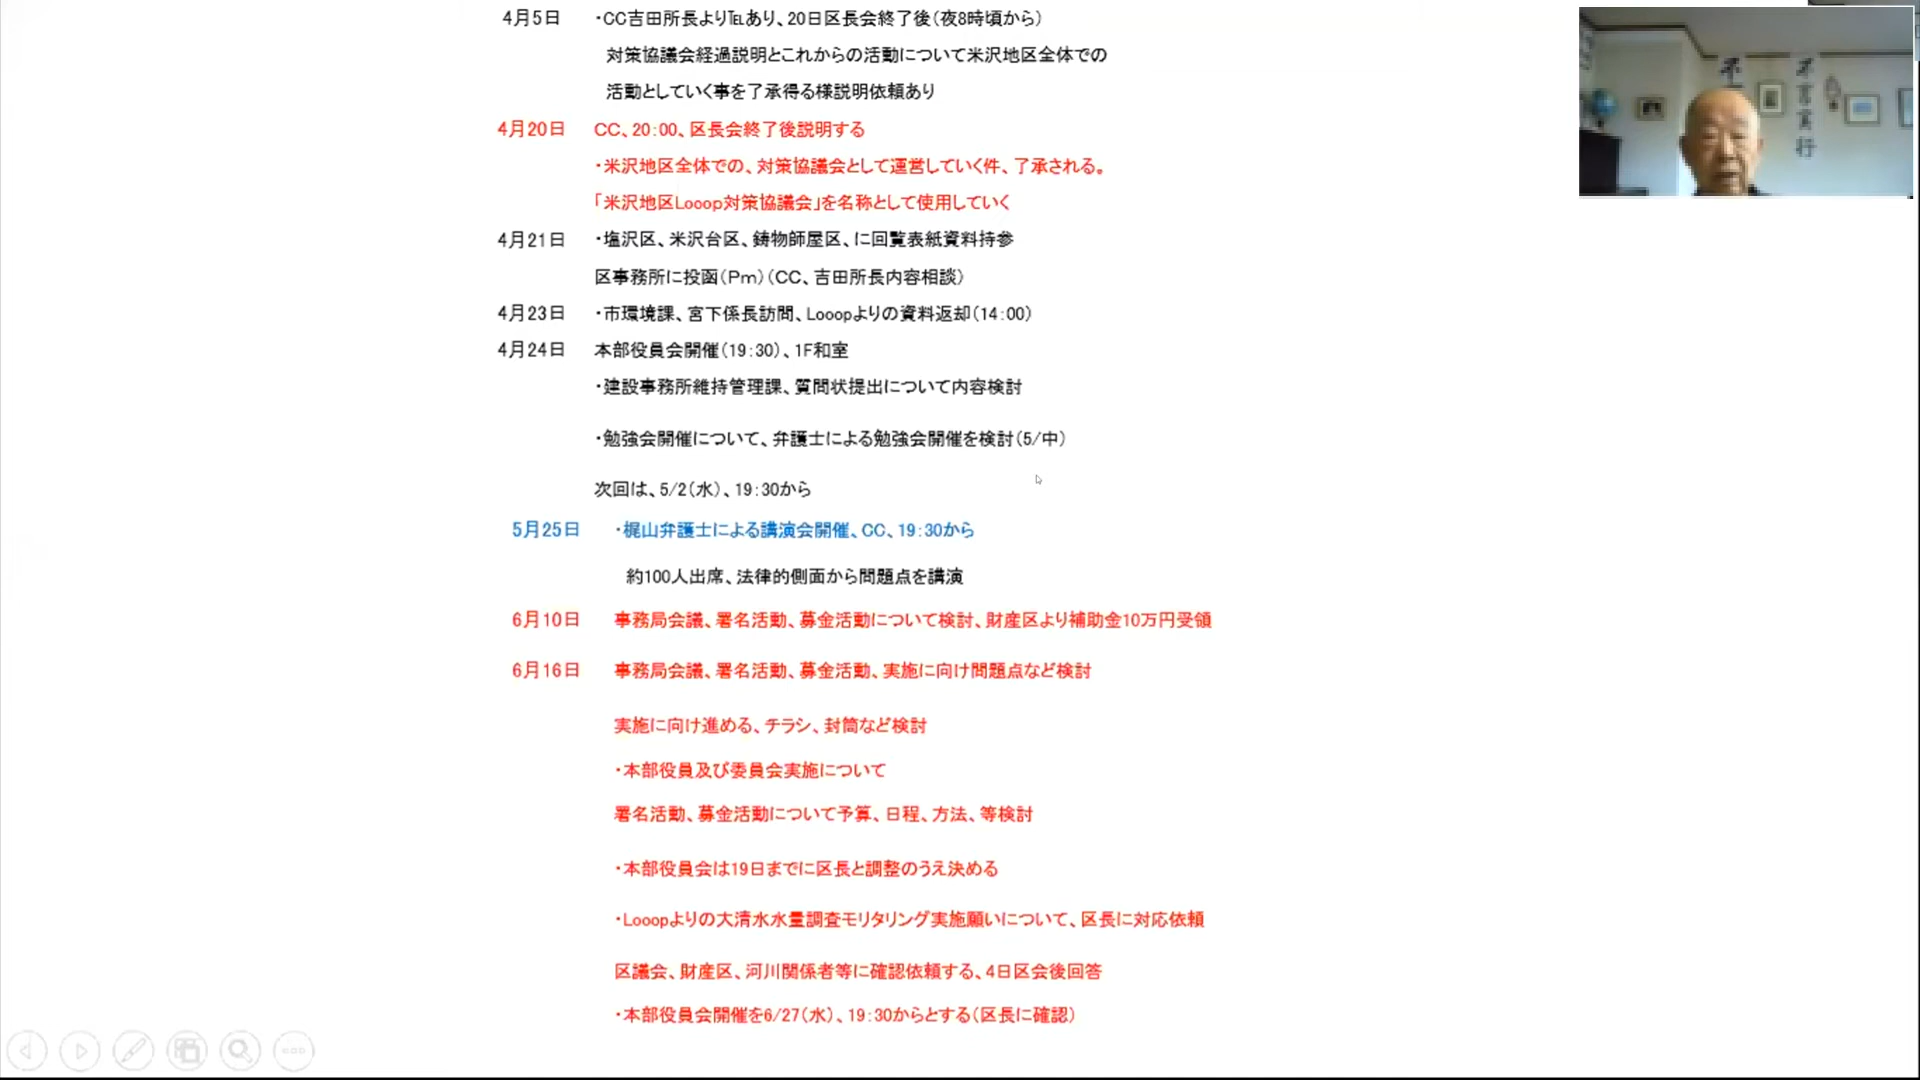 4月5日 ・CC吉田所長より℡あり、20日区長会終了後(夜8時頃から)
対策協議会経過説明とこれからの活動について米沢地区全体での
活動としていく事を了承得る様説明依頼あり
4月20日 CC、20:00、区長会終了後説明する
・米沢地区全体での、対策協議会として運営していく件、了承される。
「米沢地区Looop対策協議会」を名称として使用していく
4月21日 ・塩沢区、米沢台区、鋳物師屋区、に回覧表紙資料持参
区事務所に投函(Pm)(CC、吉田所長内容相談)
4月23日 ・市環境課、宮下係長訪問、Looopよりの資料返却(14:00)
4月24日 本部役員会開催(19:30)、1F和室
・建設事務所維持管理課、質問状提出について内容検討
・勉強会開催について、弁護士による勉強会開催を検討(5/中)
次回は、5/2(水)、19:30から
5月25日 ・梶山弁護士による講演会開催、CC、19:30から
約100人出席、法律的側面から問題点を講演
6月10日 事務局会議、署名活動、募金活動について検討、財産区より補助金10万円受領
6月16日 事務局会議、署名活動、募金活動、実施に向け問題点など検討
実施に向け進める、チラシ、封筒など検討
・本部役員及び委員会実施について
署名活動、募金活動について予算、日程、方法、等検討
・本部役員会は19日までに区長と調整のうえ決める
・Looopよりの大清水水量調査モリタリング実施願いについて、区長に対応依頼
区議会、財産区、河川関係者等に確認依頼する、4日区会後回答
・本部役員会開催を6/27(水)、19:30からとする(区長に確認)
不言実行